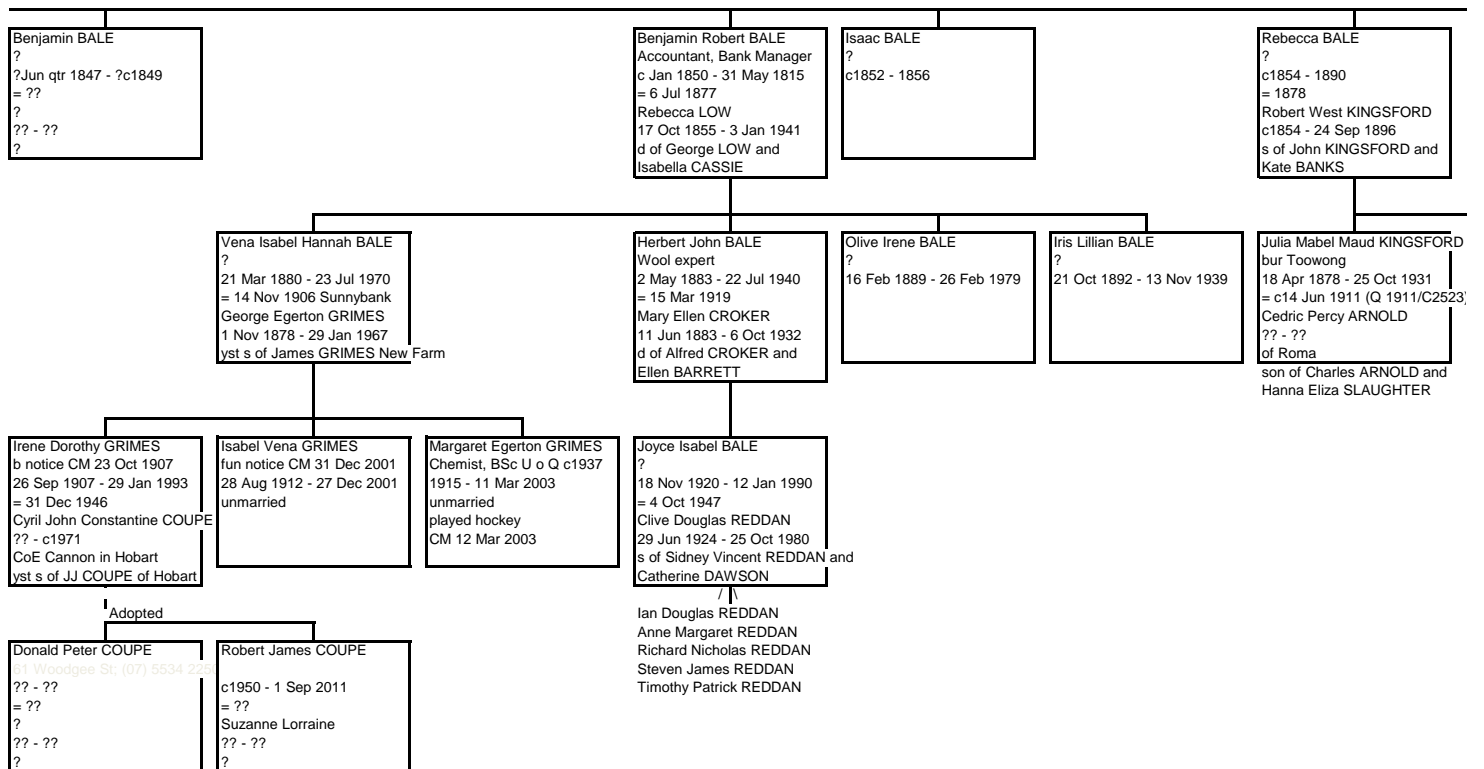 Benjamin BALE
?
?Jun qtr 1847 - ?c1849
= ??
?
?? - ??
?
Benjamin Robert BALE
Accountant, Bank Manager
c Jan 1850 - 31 May 1815
= 6 Jul 1877
Rebecca LOW
17 Oct 1855 - 3 Jan 1941
d of George LOW and
Isabella CASSIE
Isaac BALE
?
c1852 - 1856
Rebecca BALE
?
c1854 - 1890
= 1878
Robert West KINGSFORD
c1854 - 24 Sep 1896
s of John KINGSFORD and
Kate BANKS
Vena Isabel Hannah BALE
?
21 Mar 1880 - 23 Jul 1970
= 14 Nov 1906 Sunnybank
George Egerton GRIMES
1 Nov 1878 - 29 Jan 1967
yst s of James GRIMES New Farm
Herbert John BALE
Wool expert
2 May 1883 - 22 Jul 1940
= 15 Mar 1919
Mary Ellen CROKER
11 Jun 1883 - 6 Oct 1932
d of Alfred CROKER and
Ellen BARRETT
Olive Irene BALE
?
16 Feb 1889 - 26 Feb 1979
Iris Lillian BALE
?
21 Oct 1892 - 13 Nov 1939
Julia Mabel Maud KINGSFORD
bur Toowong
18 Apr 1878 - 25 Oct 1931
= c14 Jun 1911 (Q 1911/C2523)
Cedric Percy ARNOLD
?? - ??
of Roma
son of Charles ARNOLD and
Hanna Eliza SLAUGHTER
Irene Dorothy GRIMES
b notice CM 23 Oct 1907
26 Sep 1907 - 29 Jan 1993
= 31 Dec 1946
Cyril John Constantine COUPE
?? - c1971
CoE Cannon in Hobart
yst s of JJ COUPE of Hobart
Isabel Vena GRIMES
fun notice CM 31 Dec 2001
28 Aug 1912 - 27 Dec 2001
unmarried
Margaret Egerton GRIMES
Chemist, BSc U o Q c1937
1915 - 11 Mar 2003
unmarried
played hockey
CM 12 Mar 2003
Joyce Isabel BALE
?
18 Nov 1920 - 12 Jan 1990
= 4 Oct 1947
Clive Douglas REDDAN
29 Jun 1924 - 25 Oct 1980
s of Sidney Vincent REDDAN and
Catherine DAWSON
/ \
Adopted
Ian Douglas REDDAN
Anne Margaret REDDAN
Richard Nicholas REDDAN
Steven James REDDAN
Timothy Patrick REDDAN
Donald Peter COUPE
61 Woodgee St; (07) 5534
?? - ??
= ??
?
?? - ??
?
Robert James COUPE
c1950 - 1 Sep 2011
= ??
Suzanne Lorraine
?? - ??
?